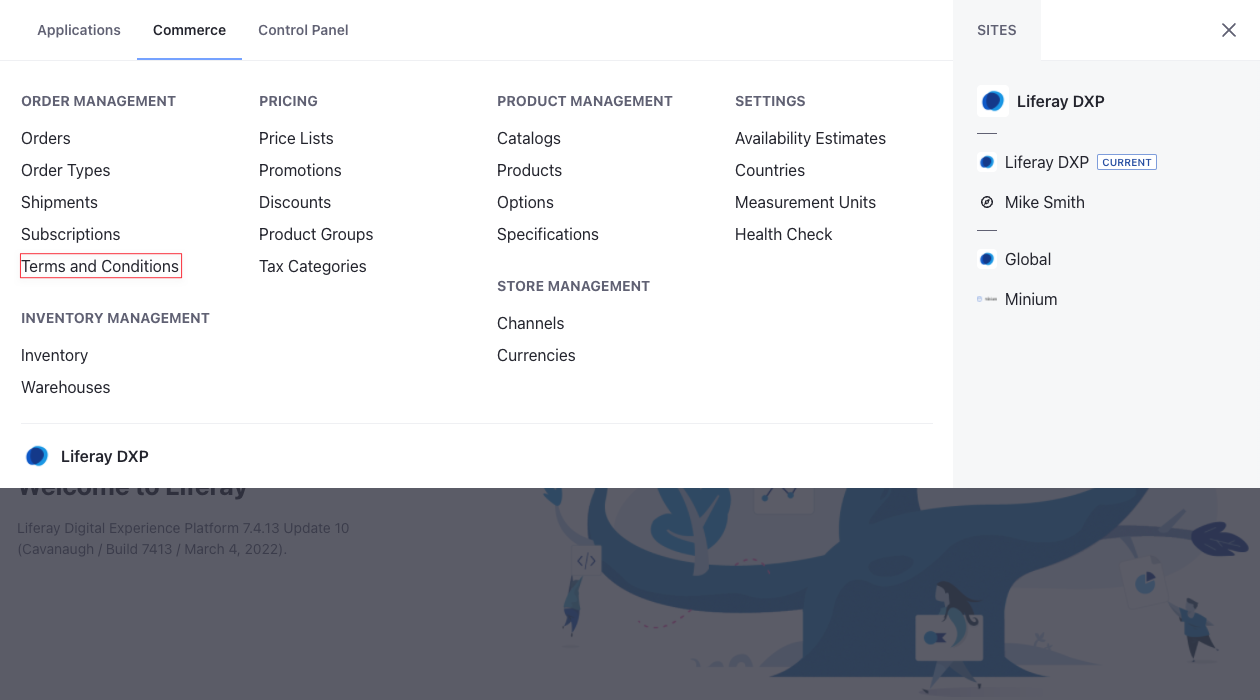 Applications
Commerce
Control Panel
SITES
ORDER MANAGEMENT
Orders
Order Types
Shipments
Subscriptions
Terms and Conditions
INVENTORY MANAGEMENT
Inventory
Warehouses
PRICING
Price Lists
Promotions
Discounts
Product Groups
Tax Categories
PRODUCT MANAGEMENT
Catalogs
Products
Options
Specifications
STORE MANAGEMENT
Channels
Currencies
SETTINGS
Availability Estimates
Countries
Measurement Units
Health Check
Liferay DXP
Liferay DXP CURRENT
Mike Smith
Global
Minium
Liferay DXP
Welcome to Liferay
Liferay Digital Experience Platform 7.4.13 Update 10
(Cavanaugh / Build 7413 / March 4, 2022).